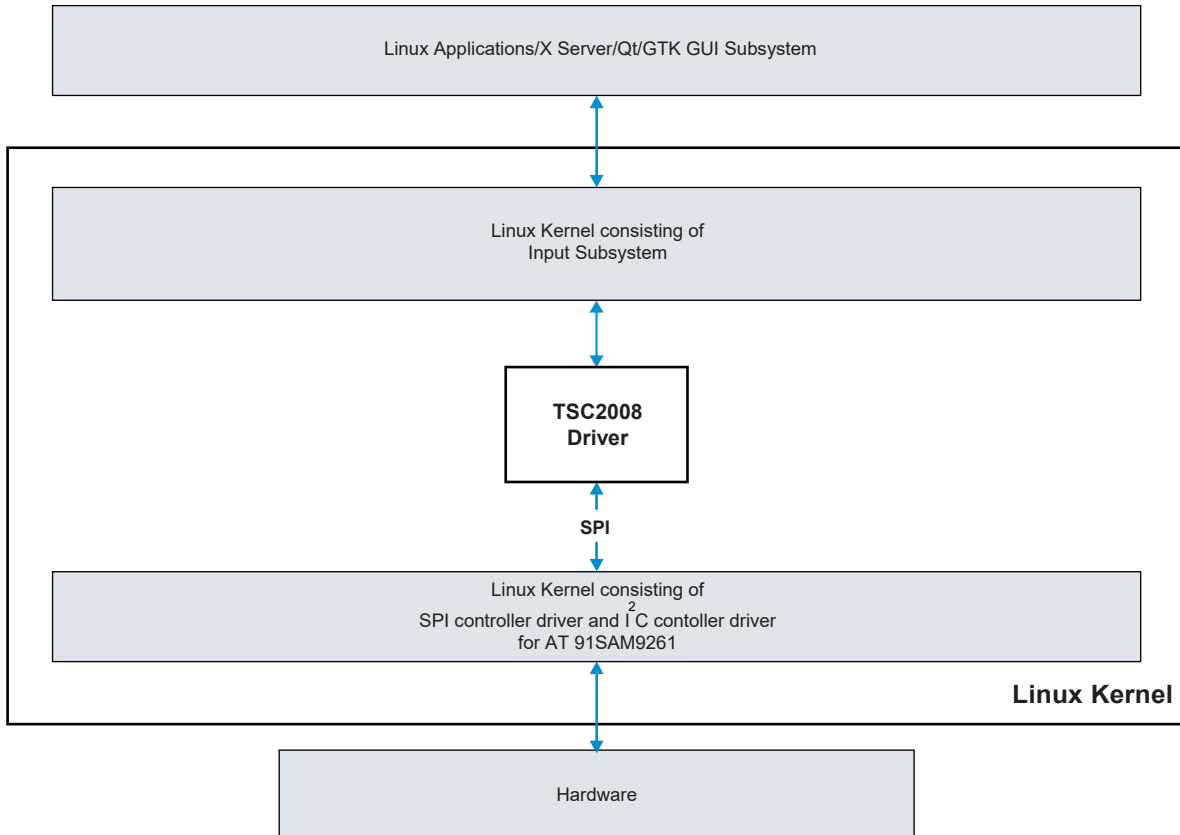 Linux Applications/X Server/Qt/GTK GUI Subsystem
Linux Kernel consisting of
Input Subsystem
TSC2008
Driver
SPI
Linux Kernel consisting of
SPI controller driver and I²C contoller driver
for AT 91SAM9261
Linux Kernel
Hardware